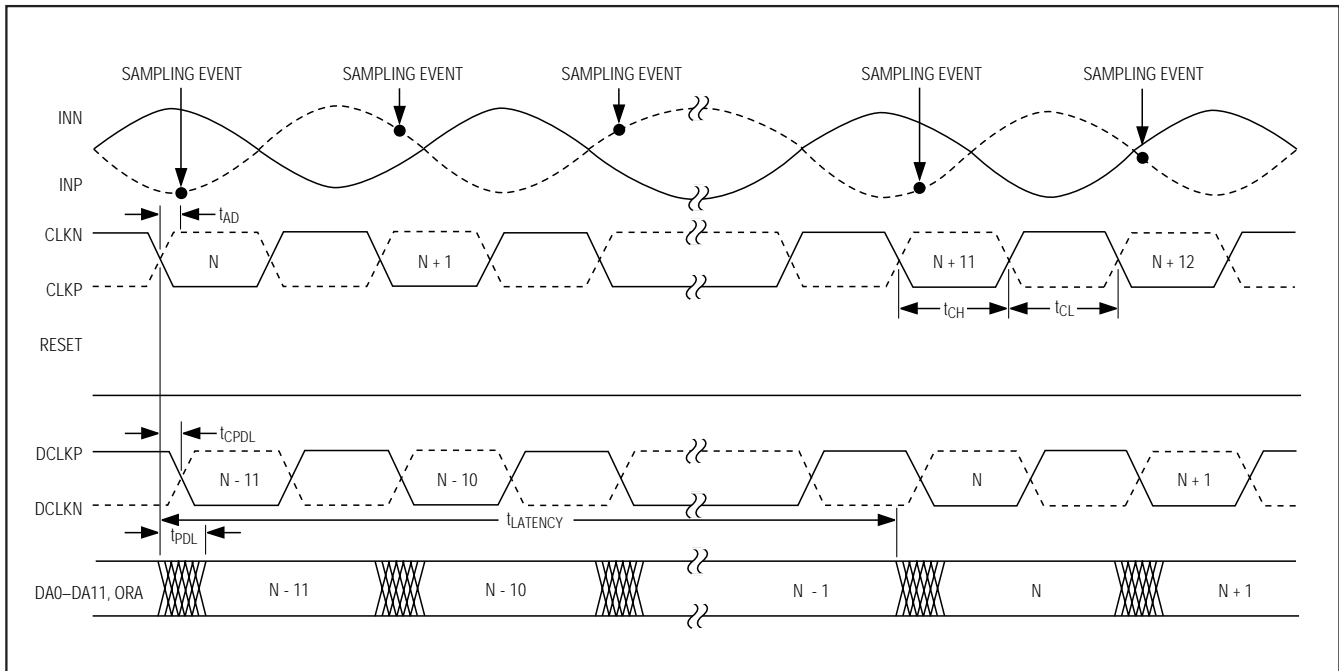 SAMPLING EVENT SAMPLING EVENT SAMPLING EVENT SAMPLING EVENT SAMPLING EVENT
INN
INP
tAD
CLKN
N N + 1 N + 11 N + 12
CLKP
tCH tCL
RESET
tCPDL
DCLKP
N - 11 N - 10 N N + 1
DCLKN
tLATENCY
tPDL
DA0–DA11, ORA N - 11 N - 10 N - 1 N N + 1